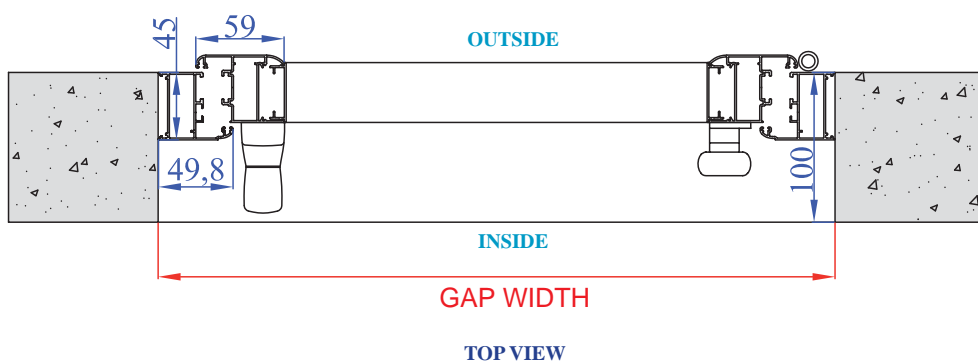 59
45
OUTSIDE
49,8
100
INSIDE
GAP WIDTH
TOP VIEW